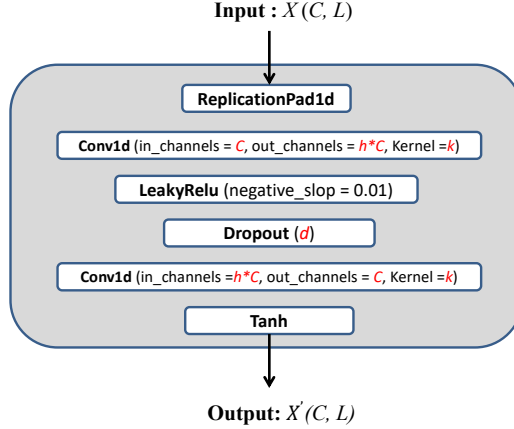 Input : X (C, L)
ReplicationPad1d
Conv1d (in_channels = C, out_channels = h*C, Kernel =k)
LeakyRelu (negative_slop = 0.01)
Dropout (d)
Conv1d (in_channels =h*C, out_channels = C, Kernel =k)
Tanh
Output: X'(C, L)